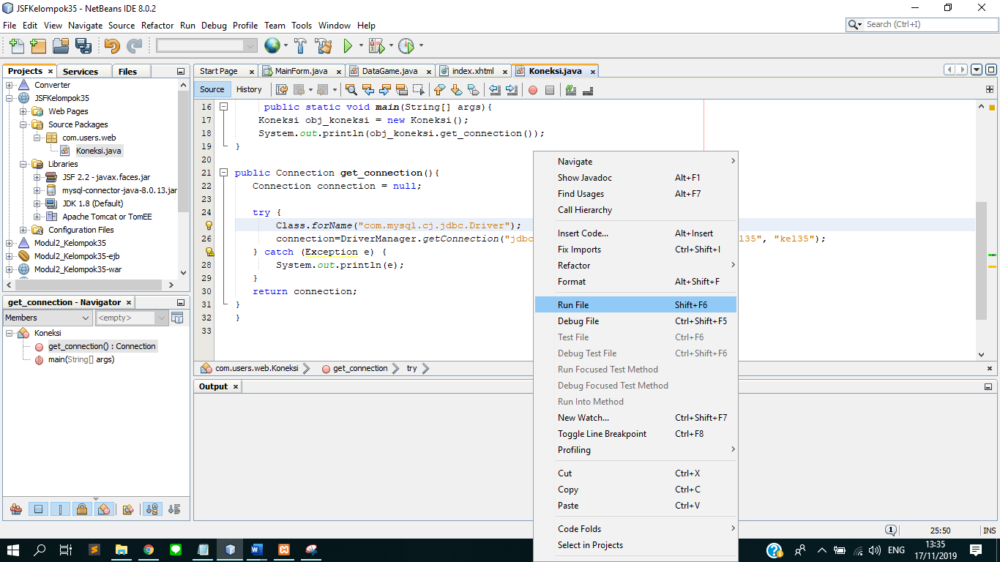 JSFKelompok35 - NetBeans IDE 8.0.2
File Edit View Navigate Source Refactor Run Debug Profile Team Tools Window Help
Search (Ctrl+I)
Projects Services Files
Converter
JSFKelompok35
Web Pages
Source Packages
com.users.web
Koneksi.java
Libraries
JSF 2.2 - javax.faces.jar
mysql-connector-java-8.0.13.jar
JDK 1.8 (Default)
Apache Tomcat or TomEE
Configuration Files
Modul2_Kelompok35
Modul2_Kelompok35-ejb
Modul2_Kelompok35-war
get_connection - Navigator
Members <empty>
Koneksi
get_connection() : Connection
main(String[] args)
Start Page MainForm.java DataGame.java index.xhtml Koneksi.java
Source History
16 public static void main(String[] args){
17 Koneksi obj_koneksi = new Koneksi();
18 System.out.println(obj_koneksi.get_connection());
19 }
20
21 public Connection get_connection(){
22 Connection connection = null;
23
24 try {
Class.forName("com.mysql.cj.jdbc.Driver");
26 connection=DriverManager.getConnection("jdbc l35", "kel35");
} catch (Exception e) {
28 System.out.println(e);
29 }
30 return connection;
31 }
32 }
33
com.users.web.Koneksi get_connection try
Output
Navigate
Show Javadoc Alt+F1
Find Usages Alt+F7
Call Hierarchy
Insert Code... Alt+Insert
Fix Imports Ctrl+Shift+I
Refactor
Format Alt+Shift+F
Run File Shift+F6
Debug File Ctrl+Shift+F5
Test File Ctrl+F6
Debug Test File Ctrl+Shift+F6
Run Focused Test Method
Debug Focused Test Method
Run Into Method
New Watch... Ctrl+Shift+F7
Toggle Line Breakpoint Ctrl+F8
Profiling
Cut Ctrl+X
Copy Ctrl+C
Paste Ctrl+V
Code Folds
Select in Projects
1 25:50 INS
ENG
13:35
17/11/2019